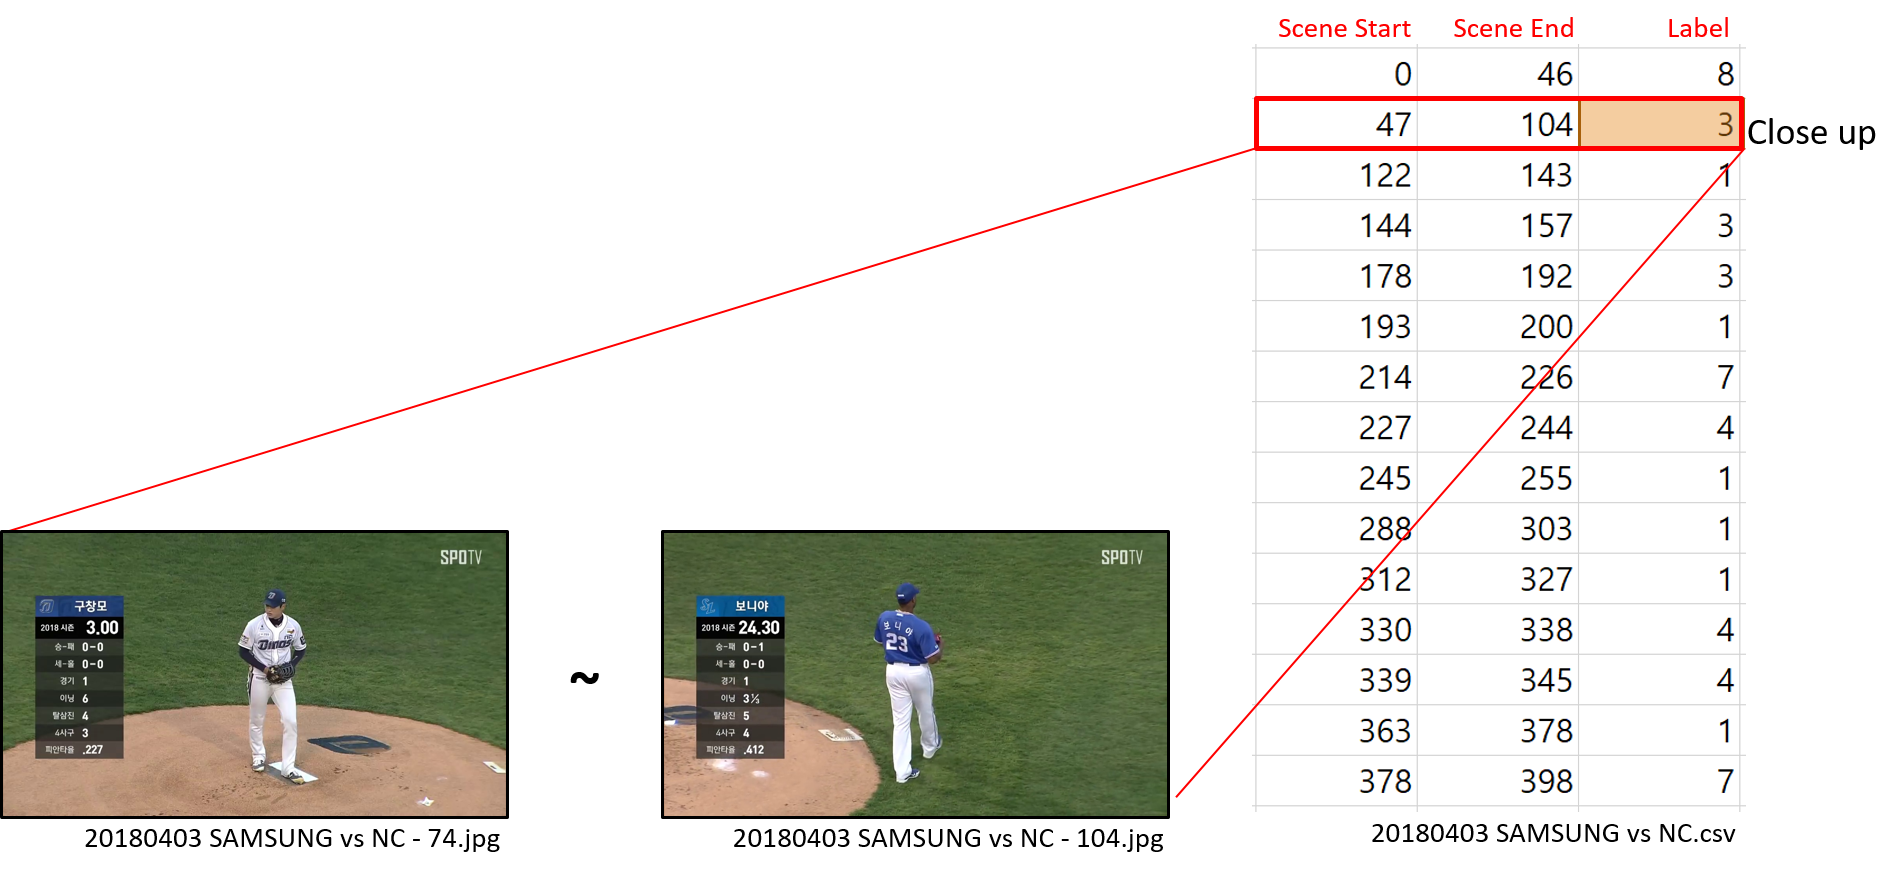 Scene Start Scene End Label
0 46 8
47 104 3 Close up
122 143 1
144 157 3
178 192 3
193 200 1
214 226 7
227 244 4
245 255 1
288 303 1
312 327 1
330 338 4
339 345 4
363 378 1
378 398 7
20180403 SAMSUNG vs NC.csv
SPOTV
구창모
2018 시즌 3.00
승-패 0-0
세-홀 0-0
경기 1
이닝 6
탈삼진 4
4사구 3
피안타율 .227
Dinos
20180403 SAMSUNG vs NC - 74.jpg
~
SPOTV
보니야
2018 시즌 24.30
승-패 0-1
세-홀 0-0
경기 1
이닝 3⅓
탈삼진 5
4사구 4
피안타율 .412
보니야
23
20180403 SAMSUNG vs NC - 104.jpg